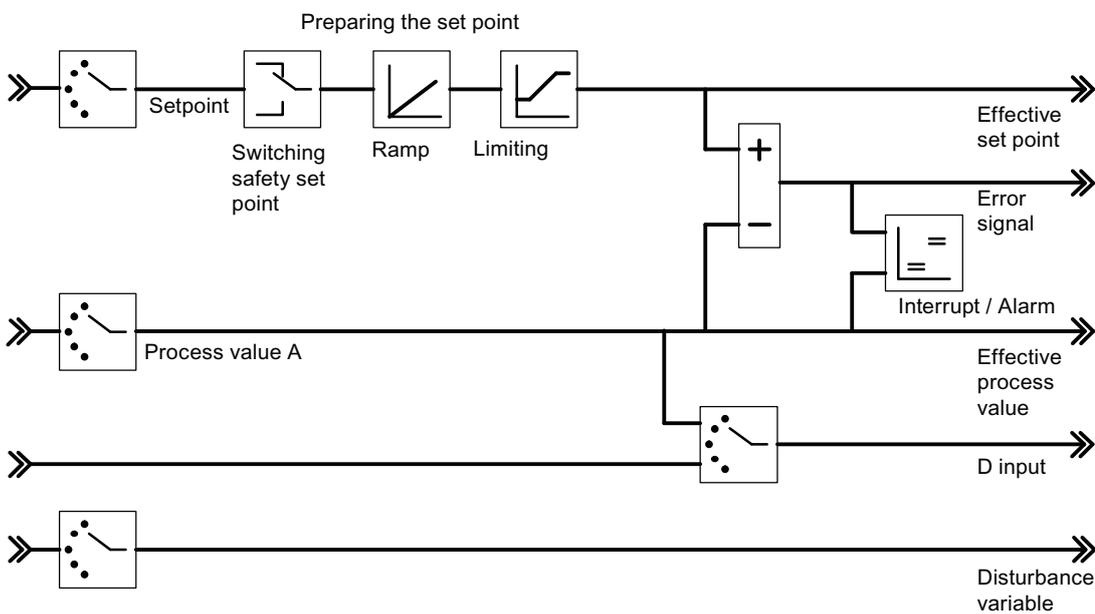 Preparing the set point
Setpoint
Switching
safety set
point
Ramp
Limiting
+
−
Effective
set point
Error
signal
Interrupt / Alarm
Process value A
Effective
process
value
D input
Disturbance
variable